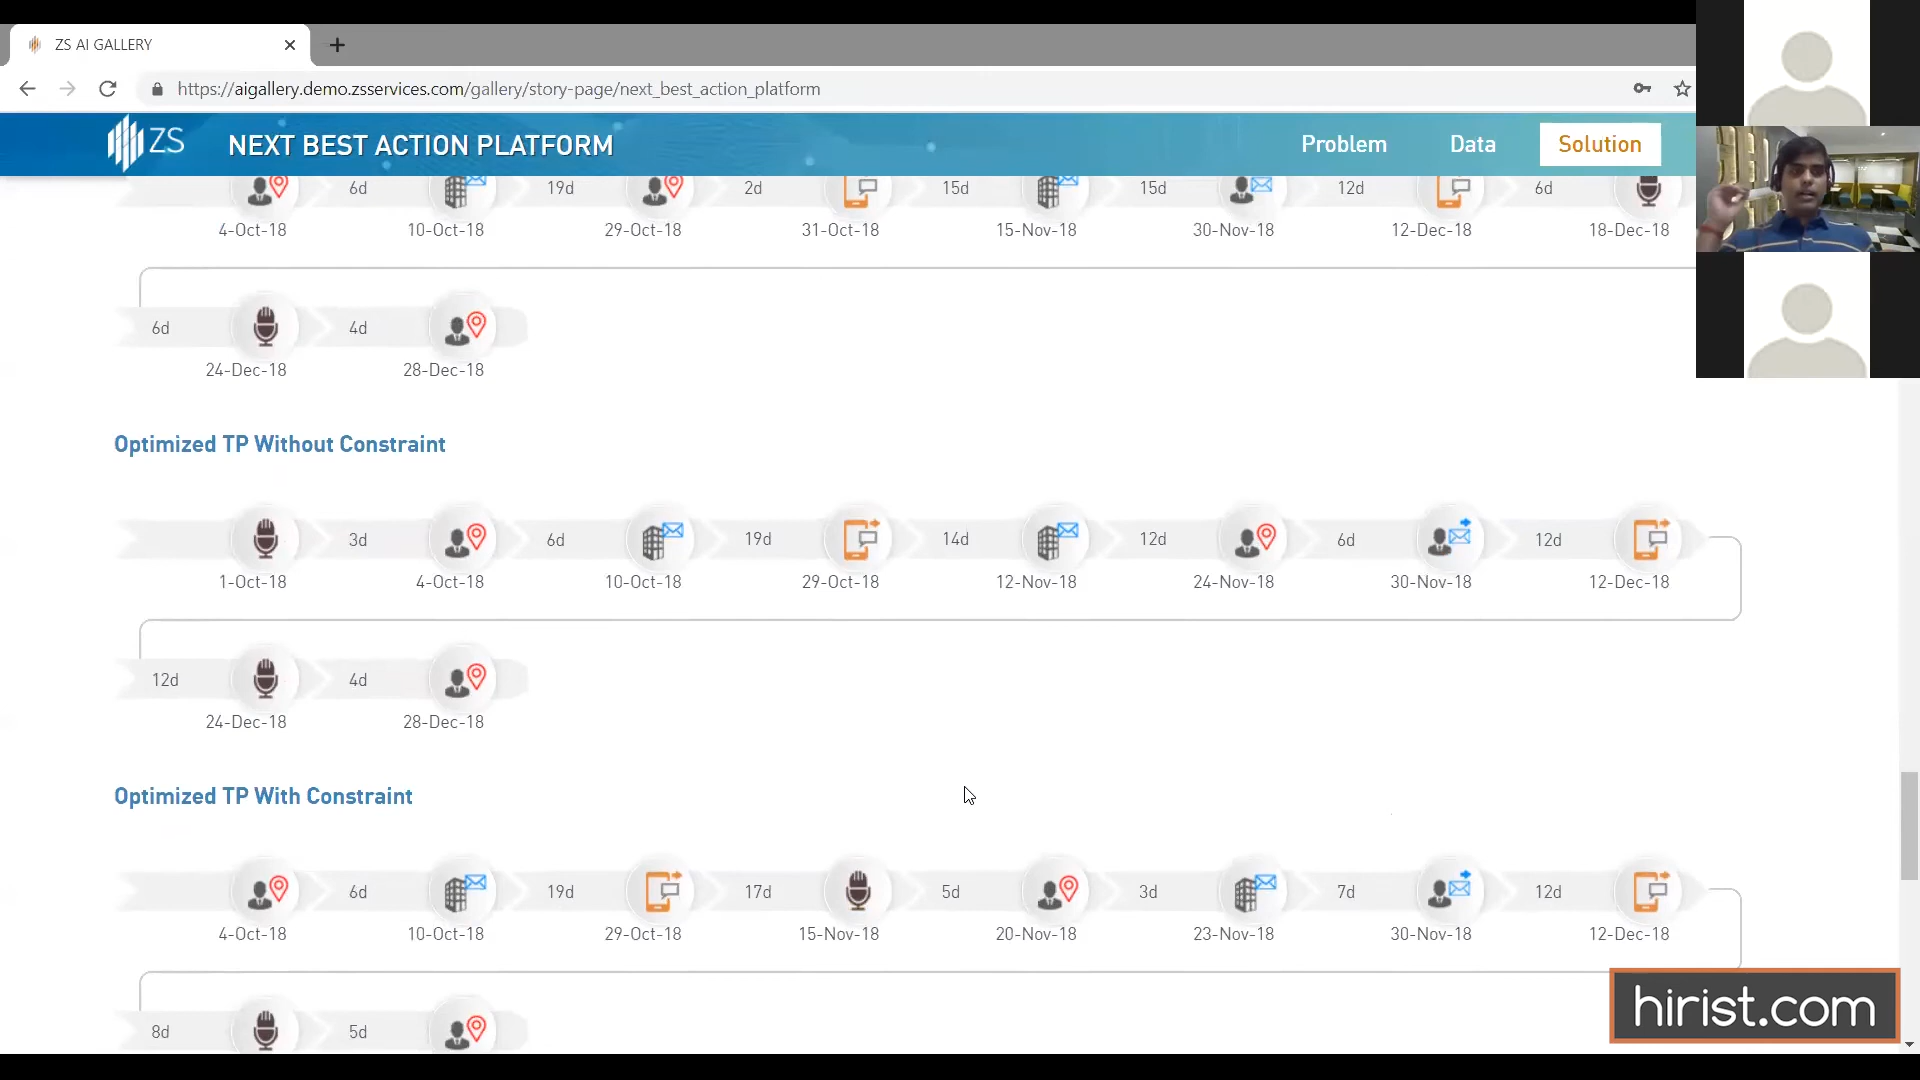 ZS AI GALLERY
https://aigallery.demo.zsservices.com/gallery/story-page/next_best_action_platform
ZS NEXT BEST ACTION PLATFORM Problem Data Solution
6d 19d 2d 15d 15d 12d 6d
4-Oct-18 10-Oct-18 29-Oct-18 31-Oct-18 15-Nov-18 30-Nov-18 12-Dec-18 18-Dec-18
6d 4d
24-Dec-18 28-Dec-18
Optimized TP Without Constraint
3d 6d 19d 14d 12d 6d 12d
1-Oct-18 4-Oct-18 10-Oct-18 29-Oct-18 12-Nov-18 24-Nov-18 30-Nov-18 12-Dec-18
12d 4d
24-Dec-18 28-Dec-18
Optimized TP With Constraint
6d 19d 17d 5d 3d 7d 12d
4-Oct-18 10-Oct-18 29-Oct-18 15-Nov-18 20-Nov-18 23-Nov-18 30-Nov-18 12-Dec-18
8d 5d
hirist.com